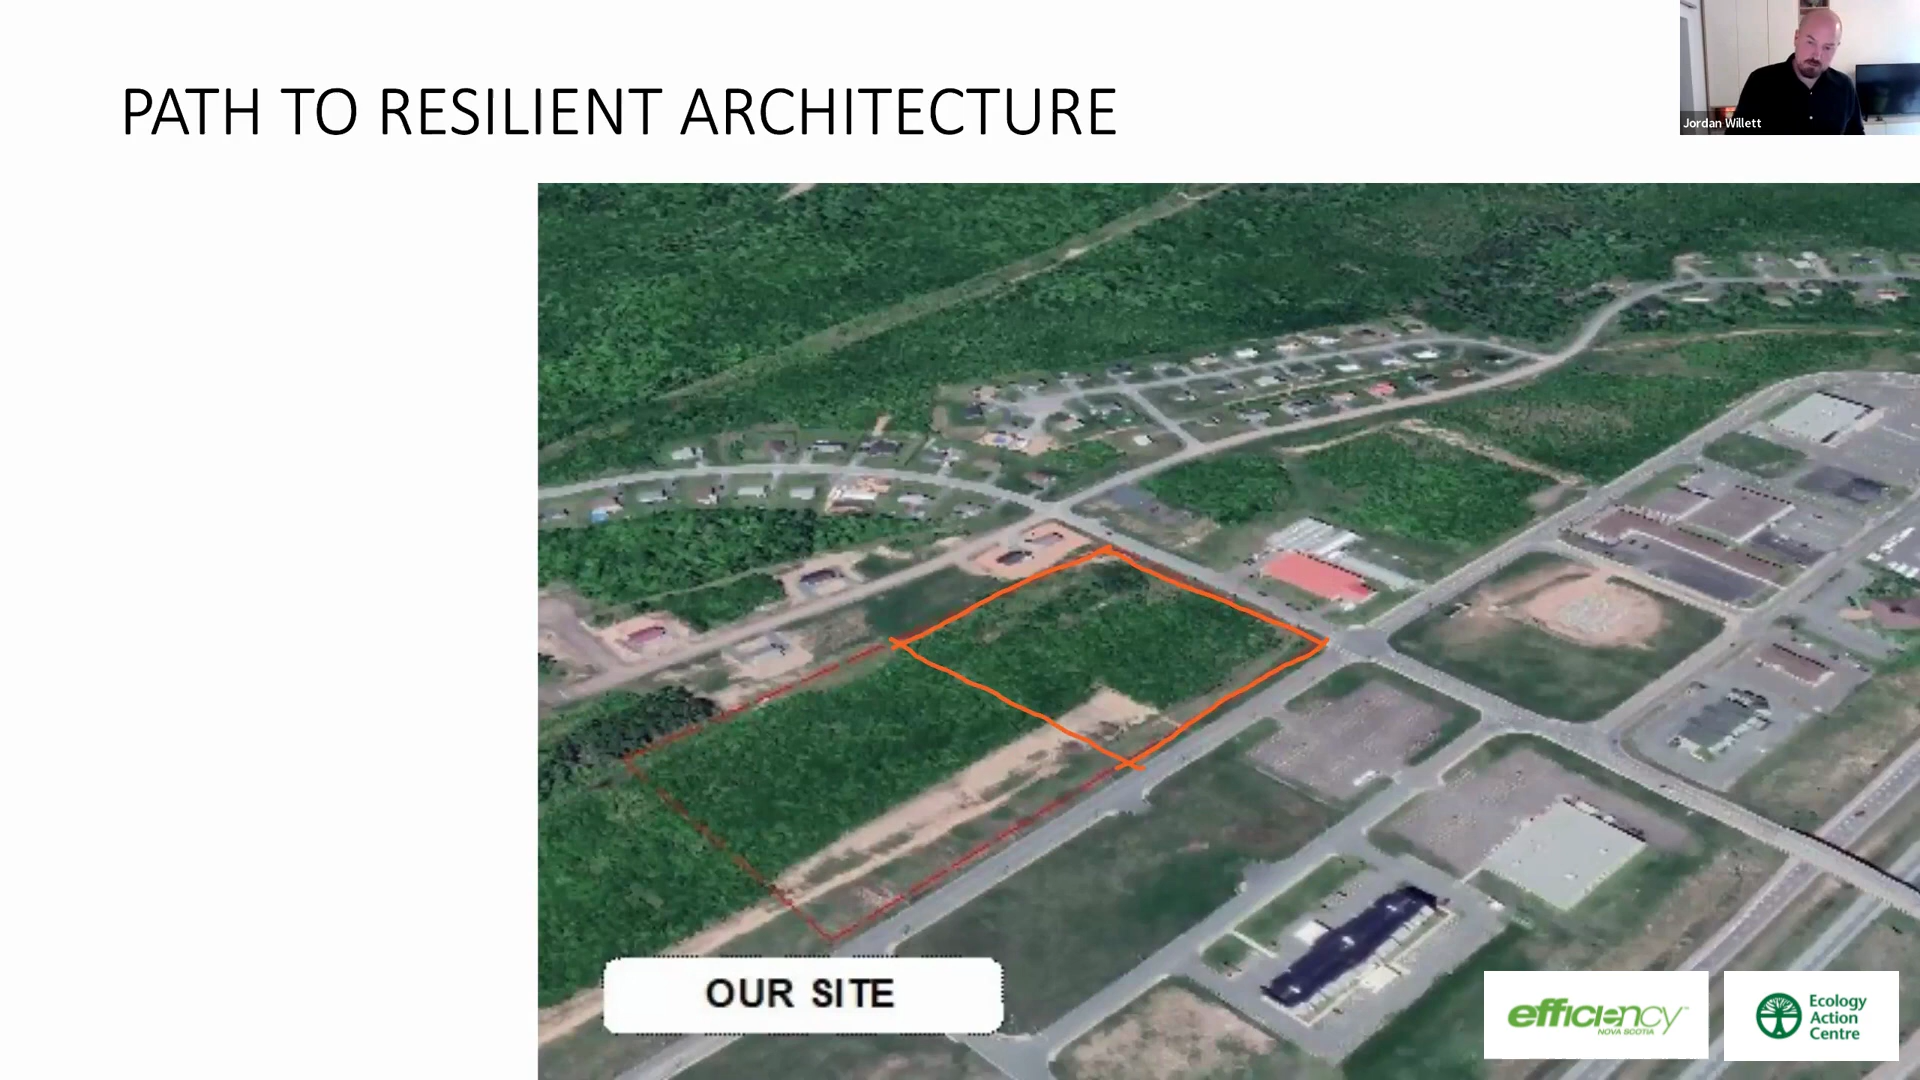 PATH TO RESILIENT ARCHITECTURE
Jordan Willett
OUR SITE
efficiency
NOVA SCOTIA
Ecology
Action
Centre